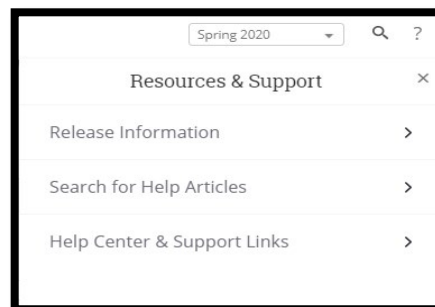 Spring 2020 ?
Resources & Support ×
Release Information >
Search for Help Articles >
Help Center & Support Links >